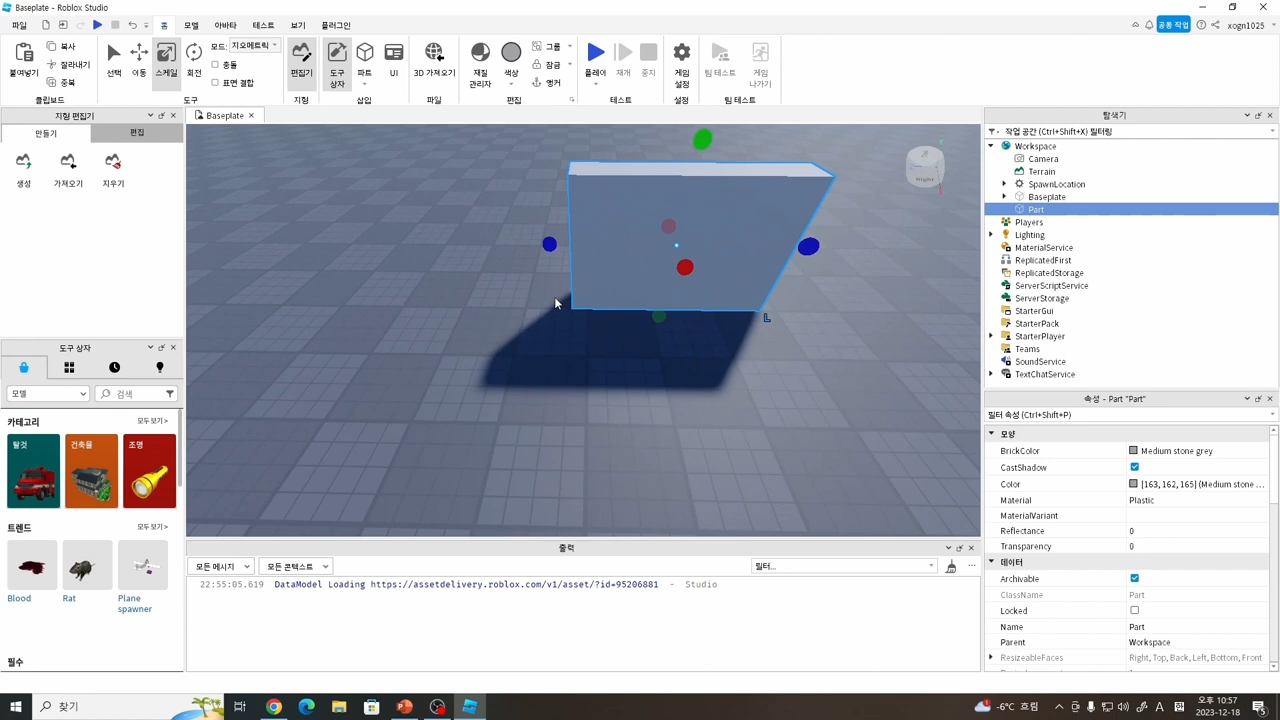 Baseplate - Roblox Studio
파일 홈 모델 아바타 테스트 보기 플러그인 공동 작업 xogn1025
붙여넣기 복사 잘라내기 중복 클립보드
선택 이동 스케일 회전 모드: 지오메트릭 충돌 표면 결합 도구
편집기 지형
도구 상자 파트 UI 삽입
3D 가져오기 파일
재질 관리자 색상 그룹 잠금 앵커 편집
플레이 재개 중지 테스트
게임 설정 설정
팀 테스트 게임 나가기 팀 테스트
지형 편집기
만들기 편집
생성 가져오기 지우기
도구 상자
모델 검색
카테고리 모두 보기 >
탈것 건축물 조명
트렌드 모두 보기 >
Blood Rat Plane spawner
필수
Baseplate
Right
출력
모든 메시지 모든 콘텍스트 필터...
22:55:05.619 DataModel Loading https://assetdelivery.roblox.com/v1/asset/?id=95206881 - Studio
탐색기
작업 공간 (Ctrl+Shift+X) 필터링
Workspace
Camera
Terrain
SpawnLocation
Baseplate
Part
Players
Lighting
MaterialService
ReplicatedFirst
ReplicatedStorage
ServerScriptService
ServerStorage
StarterGui
StarterPack
StarterPlayer
Teams
SoundService
TextChatService
속성 - Part "Part"
필터 속성 (Ctrl+Shift+P)
모양
BrickColor Medium stone grey
CastShadow
Color [163, 162, 165] (Medium stone ...
Material Plastic
MaterialVariant
Reflectance 0
Transparency 0
데이터
Archivable
ClassName Part
Locked
Name Part
Parent Workspace
ResizeableFaces Right, Top, Back, Left, Bottom, Front
찾기
-6°C 흐림 A 오후 10:57
2023-12-18